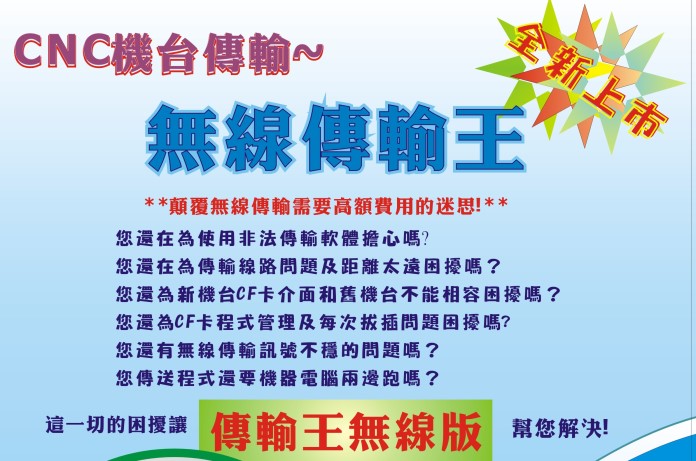 CNC機台傳輸~
全新上市
無線傳輸王
**顛覆無線傳輸需要高額費用的迷思!**
您還在為使用非法傳輸軟體擔心嗎?
您還在為傳輸線路問題及距離太遠困擾嗎？
您還為新機台CF卡介面和舊機台不能相容困擾嗎？
您還為CF卡程式管理及每次拔插問題困擾嗎?
您還有無線傳輸訊號不穩的問題嗎？
您傳送程式還要機器電腦兩邊跑嗎？
這一切的困擾讓 傳輸王無線版 幫您解決!